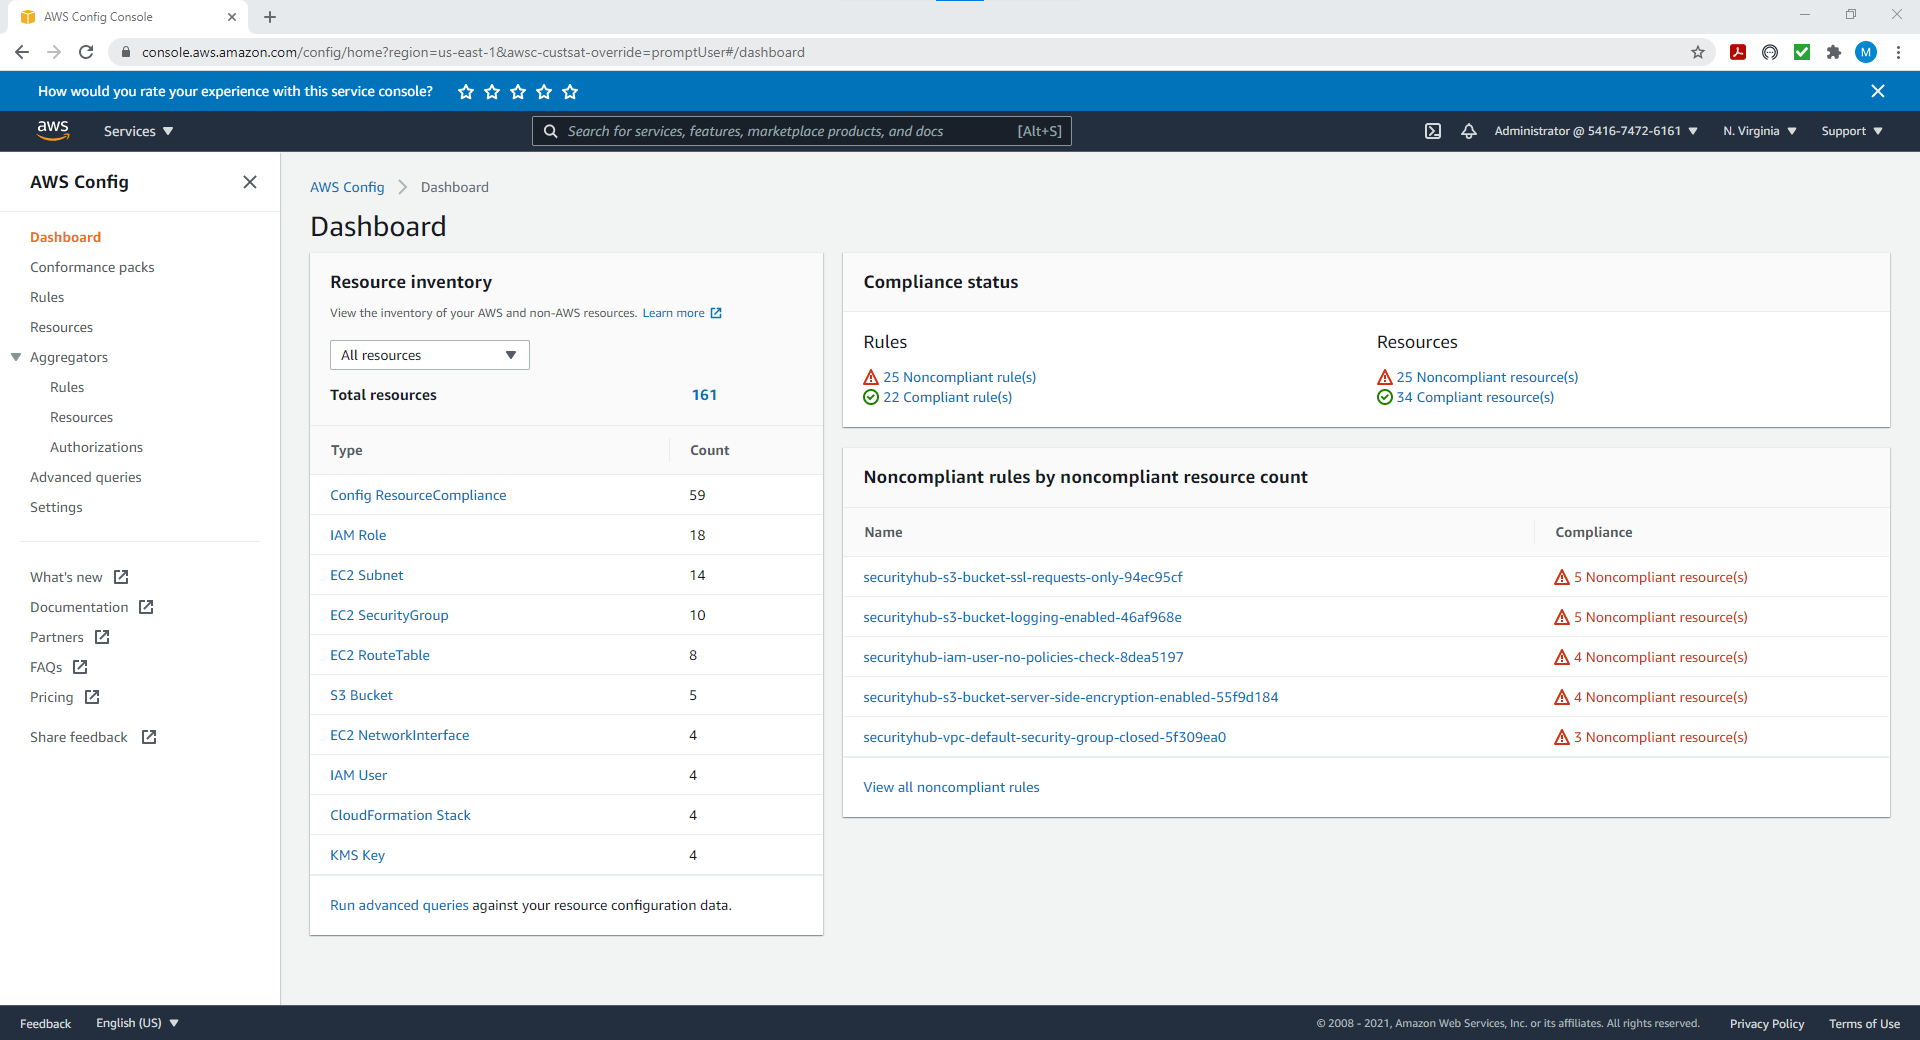 AWS Config Console
console.aws.amazon.com/config/home?region=us-east-1&awsc-custsat-override=promptUser#/dashboard
M
How would you rate your experience with this service console?
aws
Services
Search for services, features, marketplace products, and docs [Alt+S]
Administrator @ 5416-7472-6161
N. Virginia
Support
AWS Config
Dashboard
Conformance packs
Rules
Resources
Aggregators
Rules
Resources
Authorizations
Advanced queries
Settings
What's new
Documentation
Partners
FAQs
Pricing
Share feedback
AWS Config > Dashboard
Dashboard
Resource inventory
View the inventory of your AWS and non-AWS resources. Learn more
All resources
Total resources 161
Type Count
Config ResourceCompliance 59
IAM Role 18
EC2 Subnet 14
EC2 SecurityGroup 10
EC2 RouteTable 8
S3 Bucket 5
EC2 NetworkInterface 4
IAM User 4
CloudFormation Stack 4
KMS Key 4
Run advanced queries against your resource configuration data.
Compliance status
Rules
25 Noncompliant rule(s)
22 Compliant rule(s)
Resources
25 Noncompliant resource(s)
34 Compliant resource(s)
Noncompliant rules by noncompliant resource count
Name Compliance
securityhub-s3-bucket-ssl-requests-only-94ec95cf 5 Noncompliant resource(s)
securityhub-s3-bucket-logging-enabled-46af968e 5 Noncompliant resource(s)
securityhub-iam-user-no-policies-check-8dea5197 4 Noncompliant resource(s)
securityhub-s3-bucket-server-side-encryption-enabled-55f9d184 4 Noncompliant resource(s)
securityhub-vpc-default-security-group-closed-5f309ea0 3 Noncompliant resource(s)
View all noncompliant rules
Feedback
English (US)
© 2008 - 2021, Amazon Web Services, Inc. or its affiliates. All rights reserved.
Privacy Policy
Terms of Use